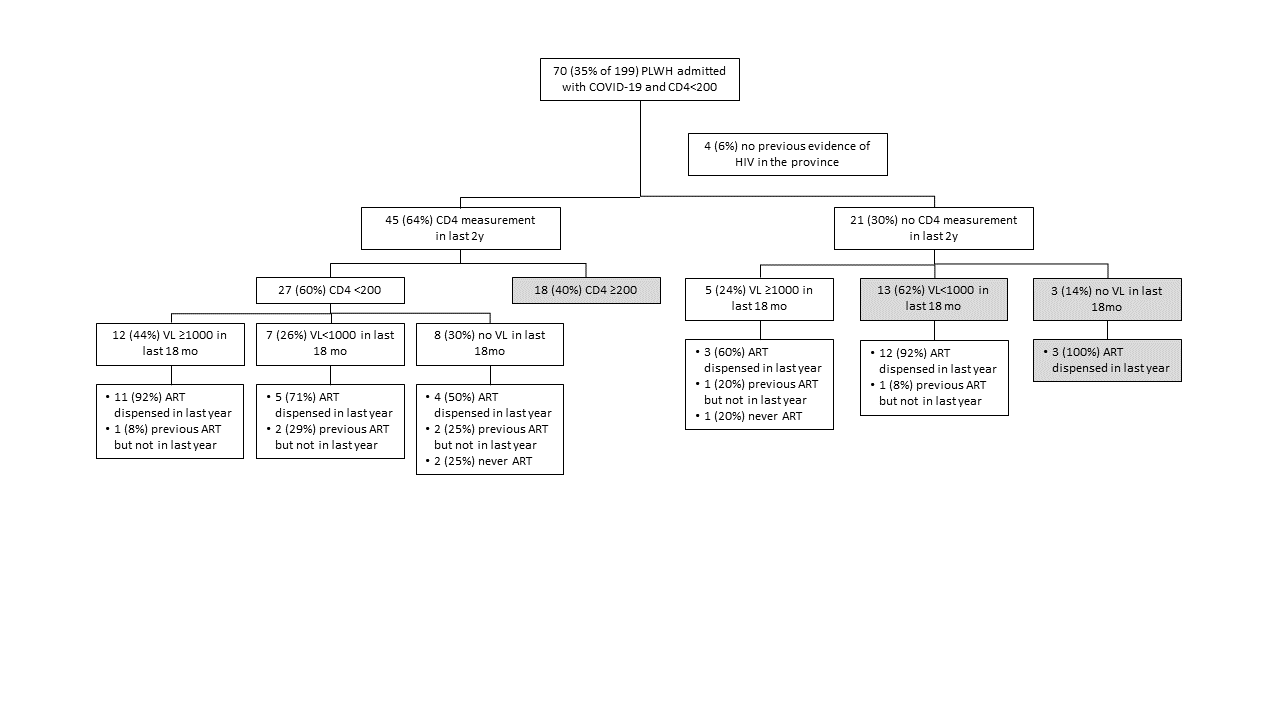 70 (35% of 199) PLWH admitted
with COVID-19 and CD4<200
4 (6%) no previous evidence of
HIV in the province
45 (64%) CD4 measurement
in last 2y
21 (30%) no CD4 measurement
in last 2y
27 (60%) CD4 <200
18 (40%) CD4 ≥200
5 (24%) VL ≥1000 in
last 18 mo
13 (62%) VL<1000 in
last 18 mo
3 (14%) no VL in last
18mo
12 (44%) VL ≥1000 in
last 18 mo
7 (26%) VL<1000 in last
18 mo
8 (30%) no VL in last
18mo
• 3 (60%) ART
dispensed in last year
• 1 (20%) previous ART
but not in last year
• 1 (20%) never ART
• 12 (92%) ART
dispensed in last year
• 1 (8%) previous ART
but not in last year
• 3 (100%) ART
dispensed in last year
• 11 (92%) ART
dispensed in last year
• 1 (8%) previous ART
but not in last year
• 5 (71%) ART
dispensed in last year
• 2 (29%) previous ART
but not in last year
• 4 (50%) ART
dispensed in last year
• 2 (25%) previous ART
but not in last year
• 2 (25%) never ART